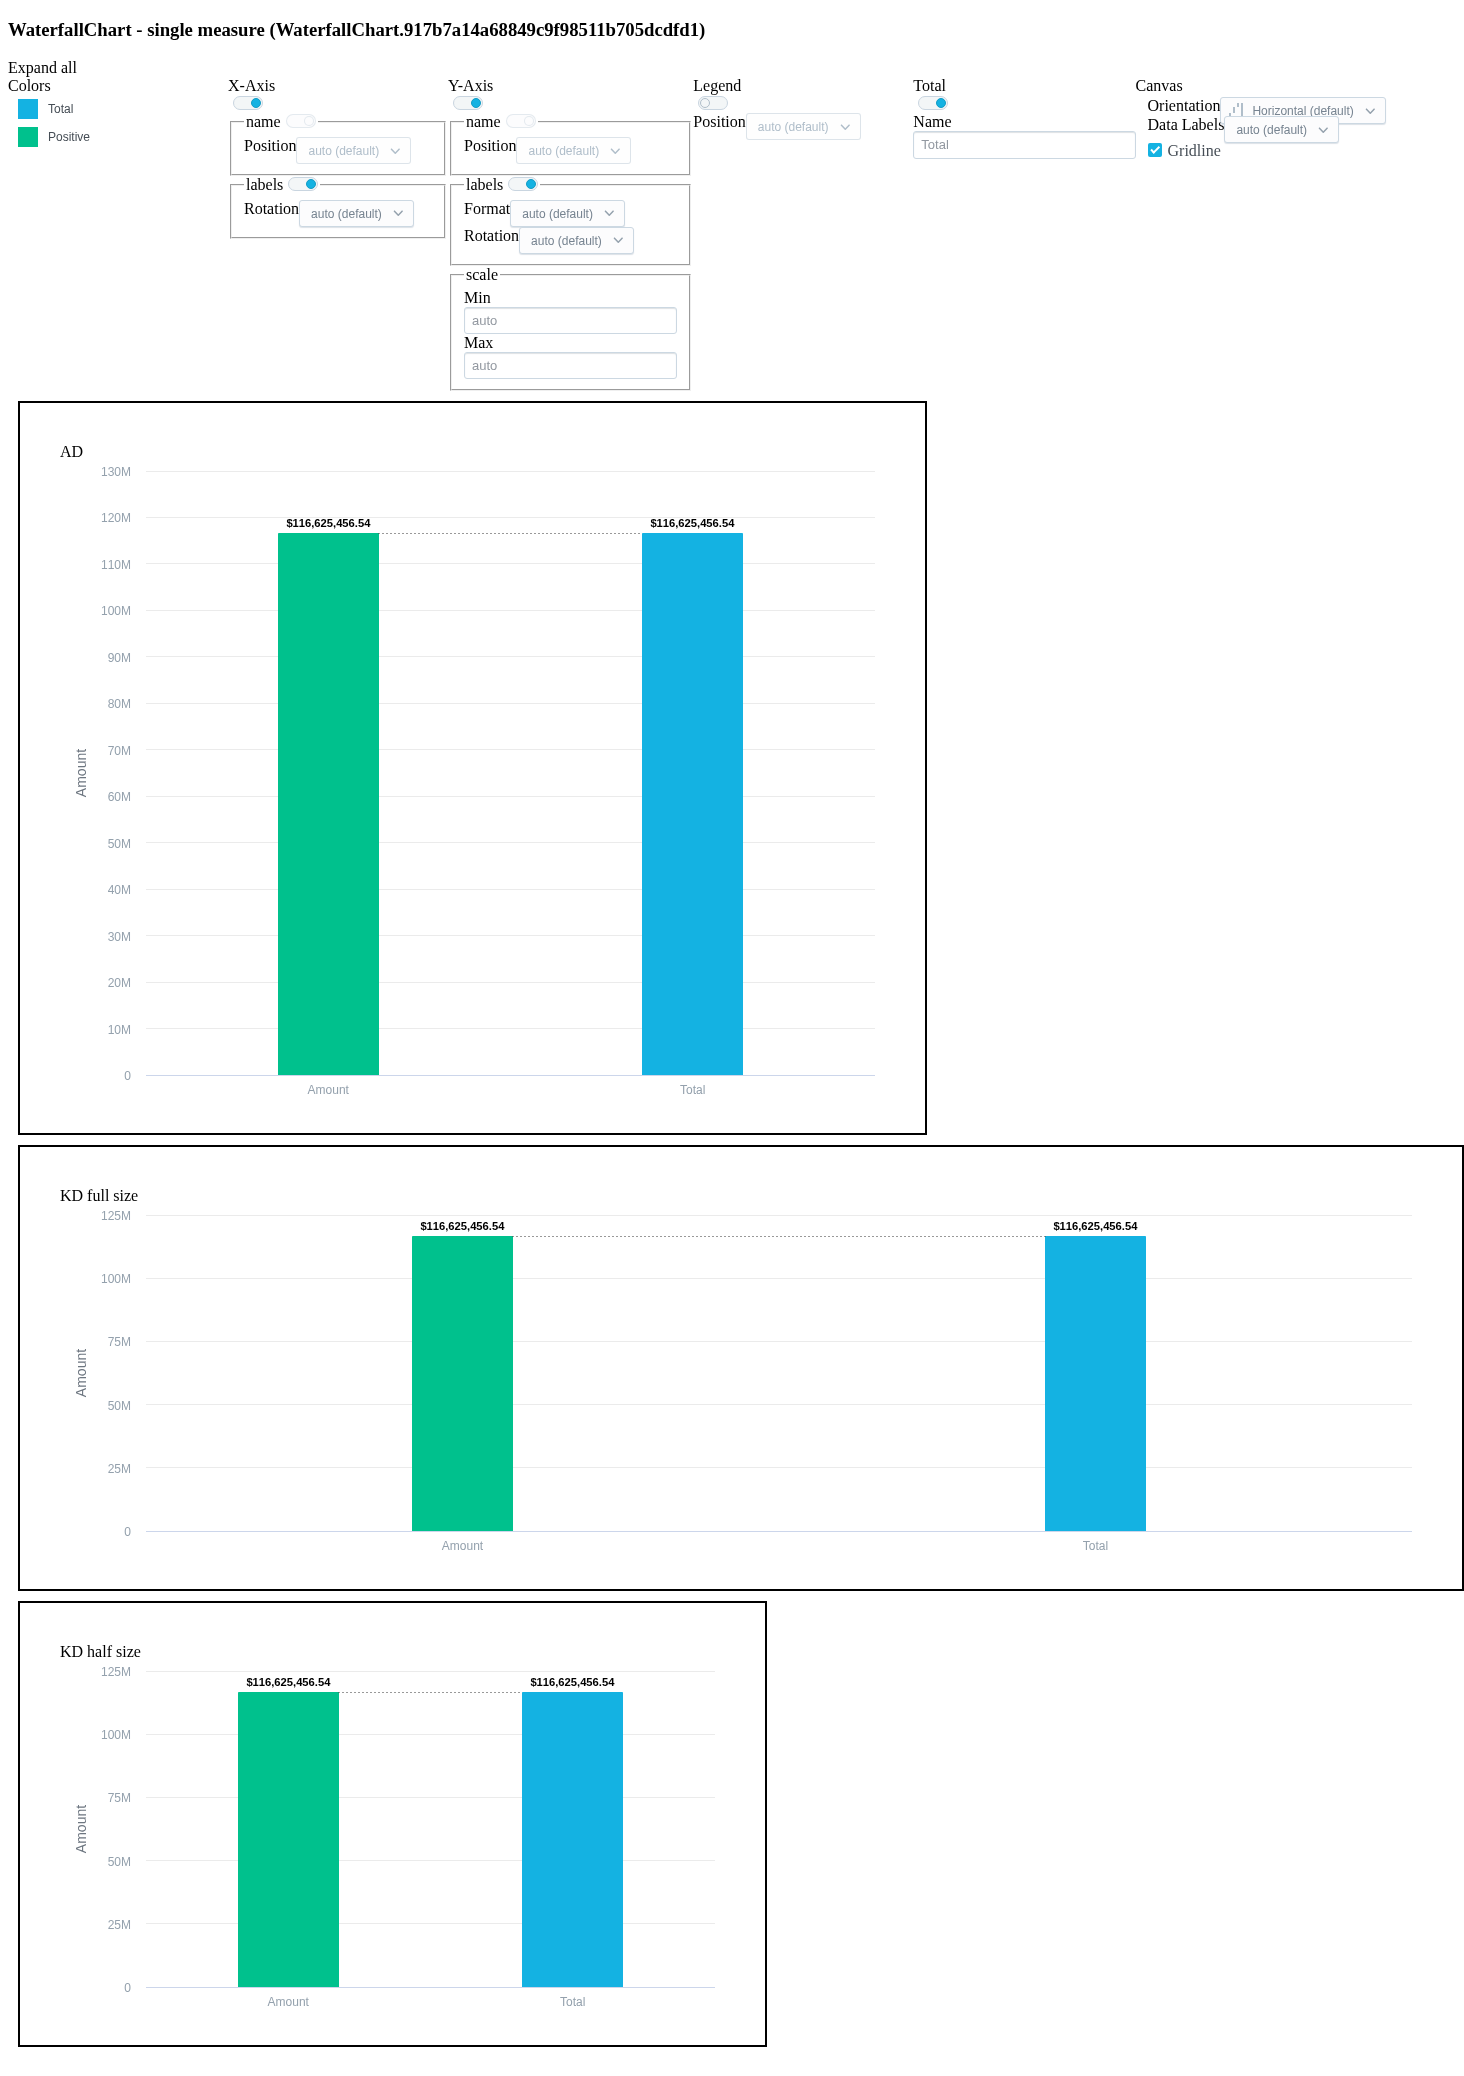 WaterfallChart - single measure (WaterfallChart.917b7a14a68849c9f98511b705dcdfd1)
Expand all
Colors
Total
Positive
X-Axis
name
Position auto (default)
labels
Rotation auto (default)
Y-Axis
name
Position auto (default)
labels
Format auto (default)
Rotation auto (default)
scale
Min
auto
Max
auto
Legend
Position auto (default)
Total
Name
Total
Canvas
Orientation Horizontal (default)
Data Labels auto (default)
Gridline
AD
130M
120M
110M
100M
90M
80M
70M
60M
50M
40M
30M
20M
10M
0
Amount
$116,625,456.54
$116,625,456.54
Amount
Total
KD full size
125M
100M
75M
50M
25M
0
Amount
$116,625,456.54
$116,625,456.54
Amount
Total
KD half size
125M
100M
75M
50M
25M
0
Amount
$116,625,456.54
$116,625,456.54
Amount
Total